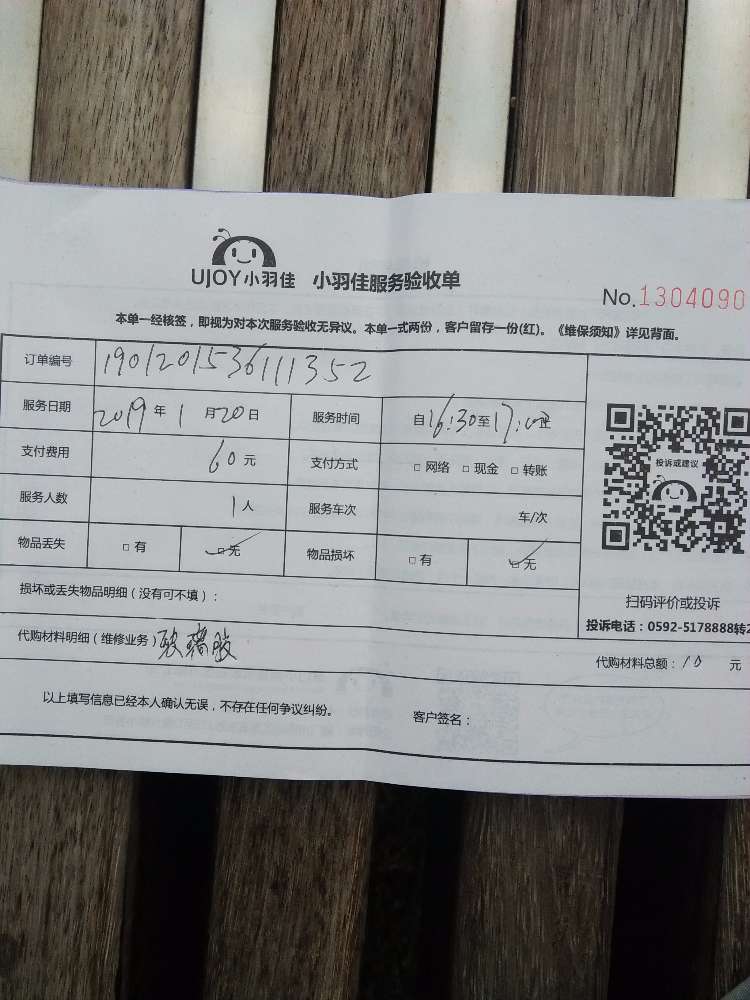 UJOY小羽佳 小羽佳服务验收单
No.1304090
本单一经核签，即视为对本次服务验收无异议。本单一式两份，客户留存一份(红)。《维保须知》详见背面。
订单编号 1901201536111352
服务日期 2019年1月20日 服务时间 自16:30至17:00止
支付费用 60元 支付方式 □网络 □现金 □转账
服务人数 1人 服务车次 车/次
物品丢失 □有 □无 物品损坏 □有 □无
投诉或建议
损坏或丢失物品明细（没有可不填）：
扫码评价或投诉
投诉电话：0592-5178888转2
代购材料明细（维修业务） 玻璃胶
代购材料总额：10 元
以上填写信息已经本人确认无误，不存在任何争议纠纷。 客户签名：